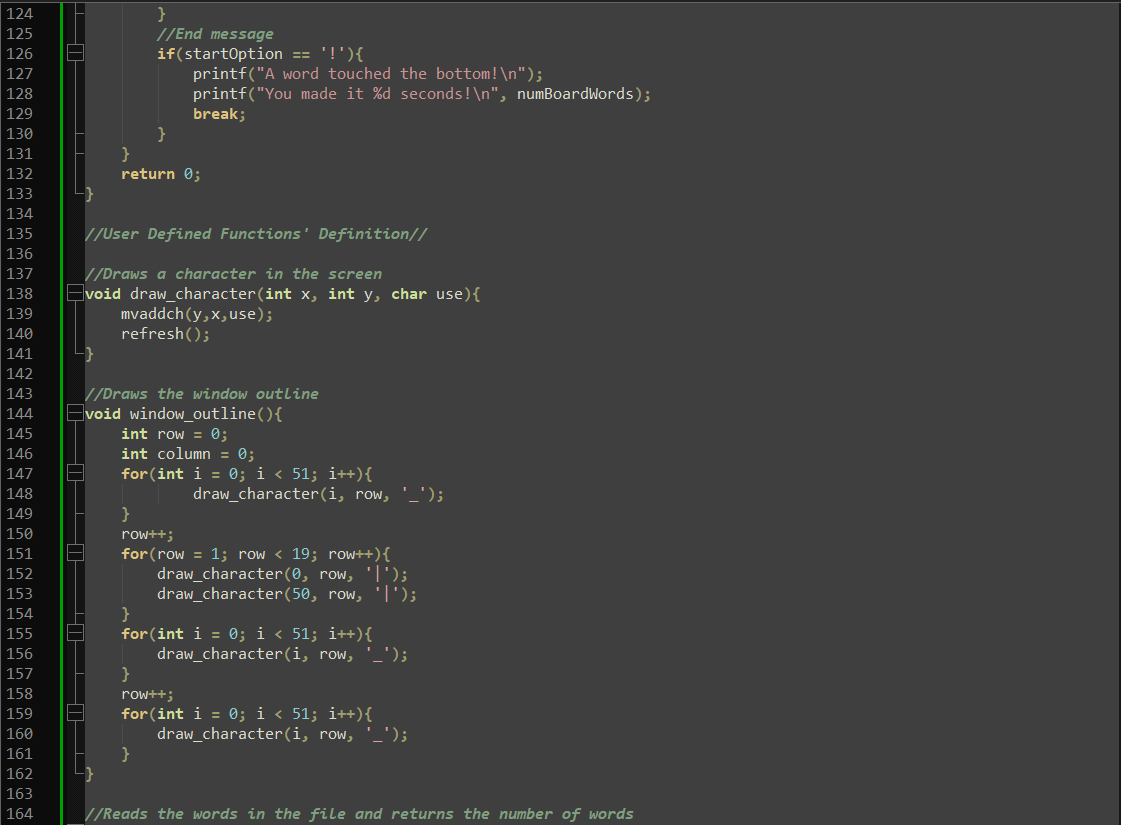 124         }
125         //End message
126         if(startOption == '!'){
127             printf("A word touched the bottom!\n");
128             printf("You made it %d seconds!\n", numBoardWords);
129             break;
130         }
131     }
132     return 0;
133 }
134
135 //User Defined Functions' Definition//
136
137 //Draws a character in the screen
138 void draw_character(int x, int y, char use){
139     mvaddch(y,x,use);
140     refresh();
141 }
142
143 //Draws the window outline
144 void window_outline(){
145     int row = 0;
146     int column = 0;
147     for(int i = 0; i < 51; i++){
148             draw_character(i, row, '_');
149     }
150     row++;
151     for(row = 1; row < 19; row++){
152         draw_character(0, row, '|');
153         draw_character(50, row, '|');
154     }
155     for(int i = 0; i < 51; i++){
156         draw_character(i, row, '_');
157     }
158     row++;
159     for(int i = 0; i < 51; i++){
160         draw_character(i, row, '_');
161     }
162 }
163
164 //Reads the words in the file and returns the number of words